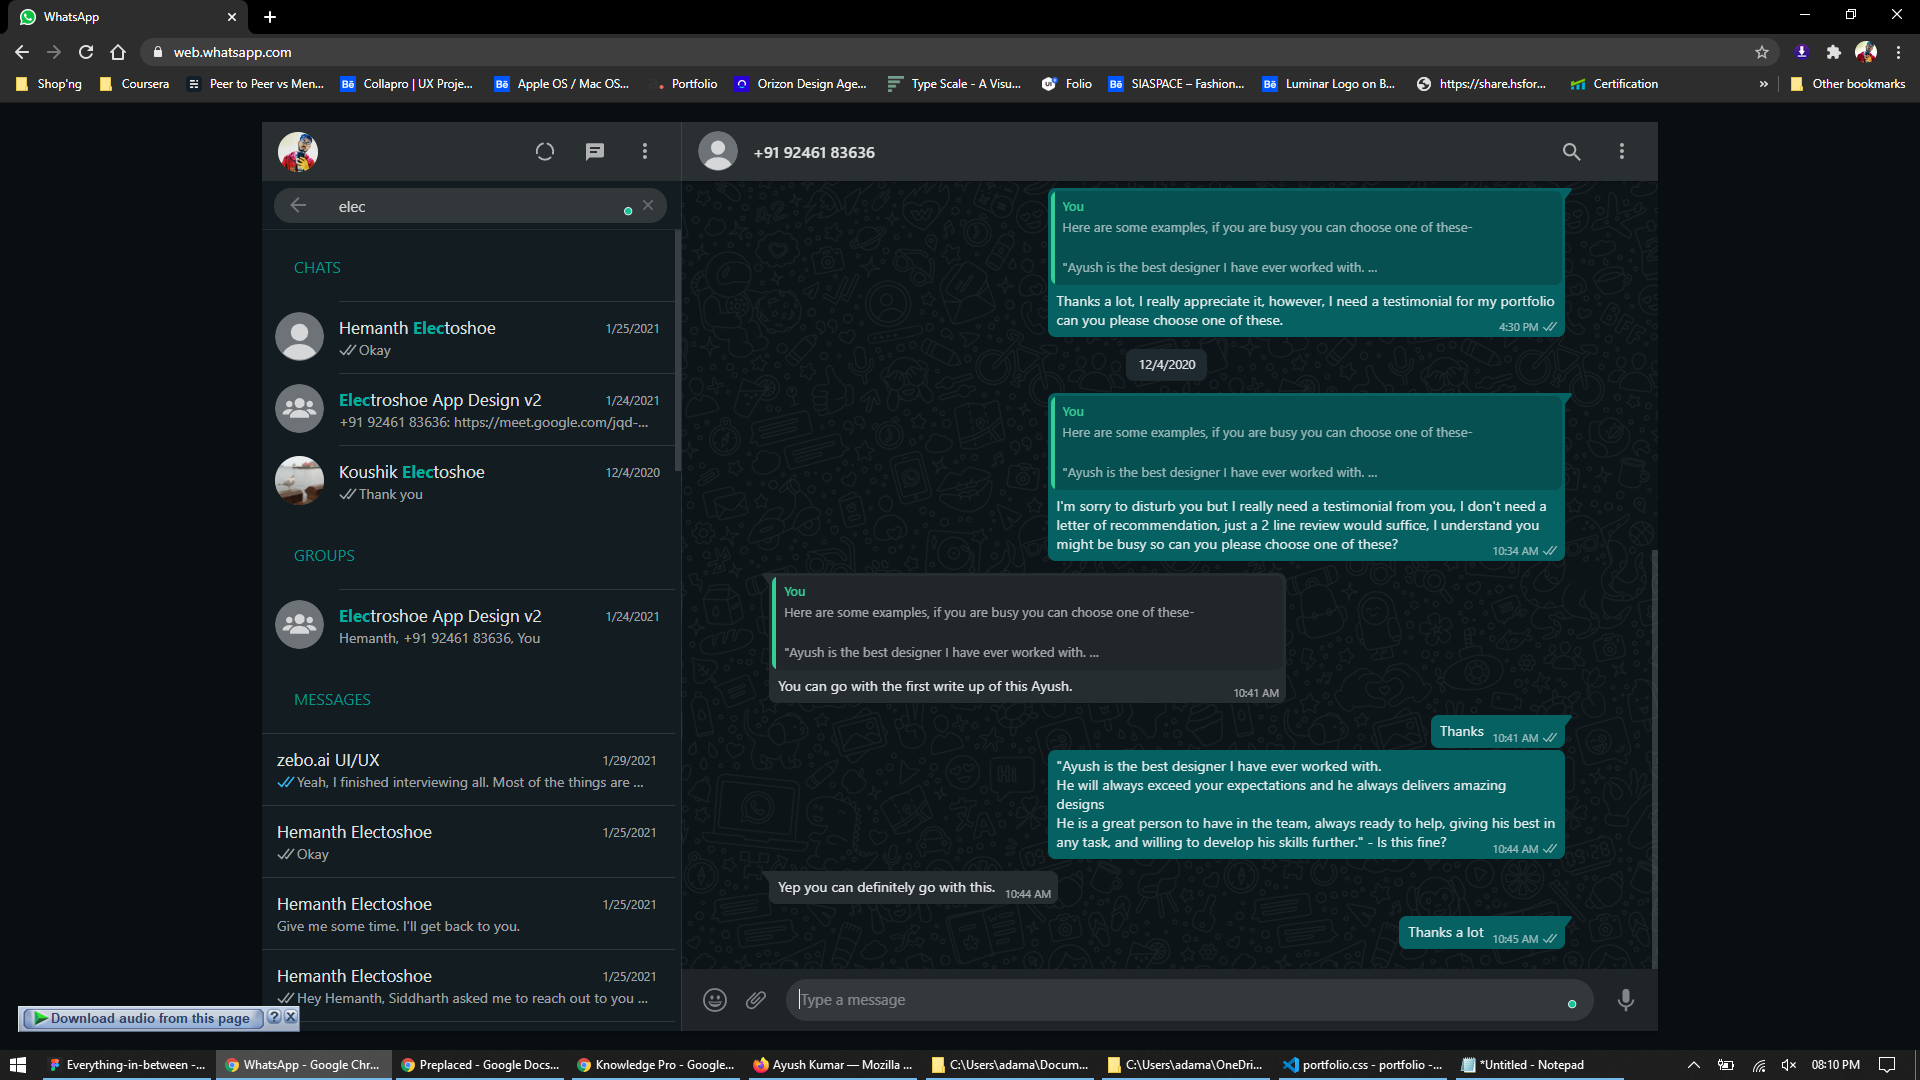 WhatsApp
web.whatsapp.com
Shop'ng
Coursera
Peer to Peer vs Men...
Bē Collapro | UX Proje...
Bē Apple OS / Mac OS...
Portfolio
Orizon Design Age...
Type Scale - A Visu...
Folio
Bē SIASPACE – Fashion...
Bē Luminar Logo on B...
https://share.hsfor...
Certification
»
Other bookmarks
+91 92461 83636
elec
CHATS
Hemanth Electoshoe
1/25/2021
Okay
Electroshoe App Design v2
1/24/2021
+91 92461 83636: https://meet.google.com/jqd-...
Koushik Electoshoe
12/4/2020
Thank you
GROUPS
Electroshoe App Design v2
1/24/2021
Hemanth, +91 92461 83636, You
MESSAGES
zebo.ai UI/UX
1/29/2021
Yeah, I finished interviewing all. Most of the things are ...
Hemanth Electoshoe
1/25/2021
Okay
Hemanth Electoshoe
1/25/2021
Give me some time. I'll get back to you.
Hemanth Electoshoe
1/25/2021
Hey Hemanth, Siddharth asked me to reach out to you ...
You
Here are some examples, if you are busy you can choose one of these-
"Ayush is the best designer I have ever worked with. ...
Thanks a lot, I really appreciate it, however, I need a testimonial for my portfolio
can you please choose one of these.
4:30 PM
12/4/2020
You
Here are some examples, if you are busy you can choose one of these-
"Ayush is the best designer I have ever worked with. ...
I'm sorry to disturb you but I really need a testimonial from you, I don't need a
letter of recommendation, just a 2 line review would suffice, I understand you
might be busy so can you please choose one of these?
10:34 AM
You
Here are some examples, if you are busy you can choose one of these-
"Ayush is the best designer I have ever worked with. ...
You can go with the first write up of this Ayush.
10:41 AM
Thanks
10:41 AM
"Ayush is the best designer I have ever worked with.
He will always exceed your expectations and he always delivers amazing
designs
He is a great person to have in the team, always ready to help, giving his best in
any task, and willing to develop his skills further." - Is this fine?
10:44 AM
Yep you can definitely go with this.
10:44 AM
Thanks a lot
10:45 AM
Type a message
Download audio from this page
? X
Everything-in-between -...
WhatsApp - Google Chr...
Preplaced - Google Docs...
Knowledge Pro - Google...
Ayush Kumar — Mozilla ...
C:\Users\adama\Docum...
C:\Users\adama\OneDri...
portfolio.css - portfolio -...
*Untitled - Notepad
08:10 PM